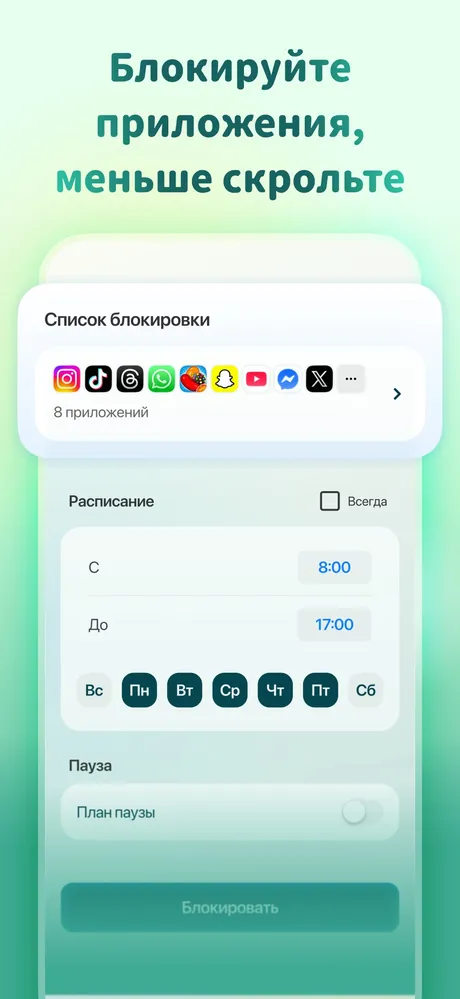 Блокируйте
приложения,
меньше скрольте
Список блокировки
8 приложений
Расписание
Всегда
С
8:00
До
17:00
Вс Пн Вт Ср Чт Пт Сб
Пауза
План паузы
Блокировать